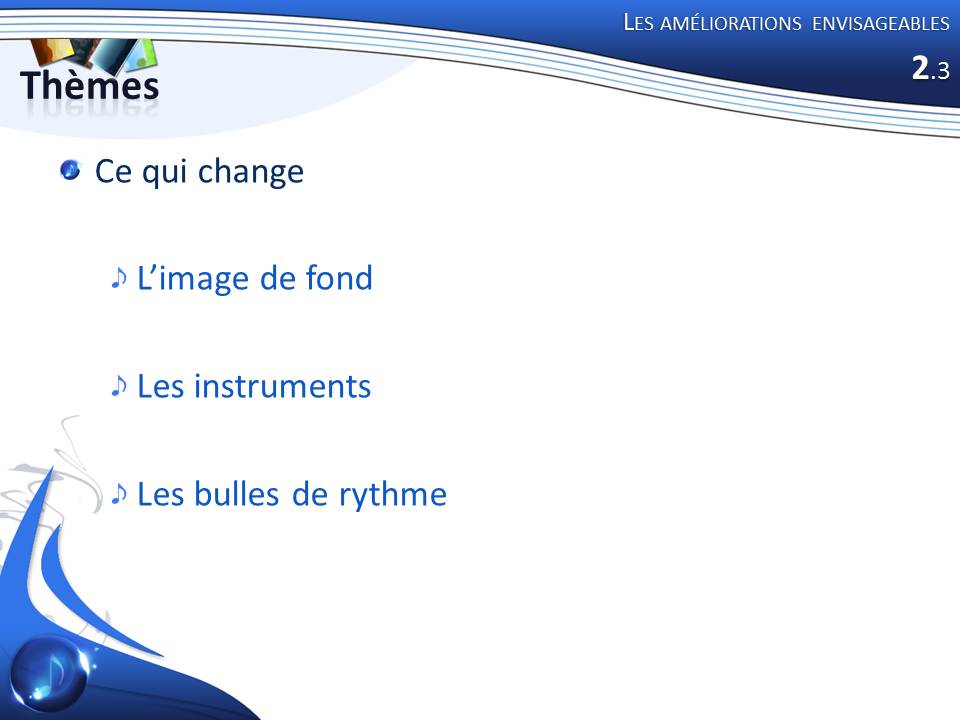 Les améliorations envisageables
2.3
Thèmes
Ce qui change
L’image de fond
Les instruments
Les bulles de rythme